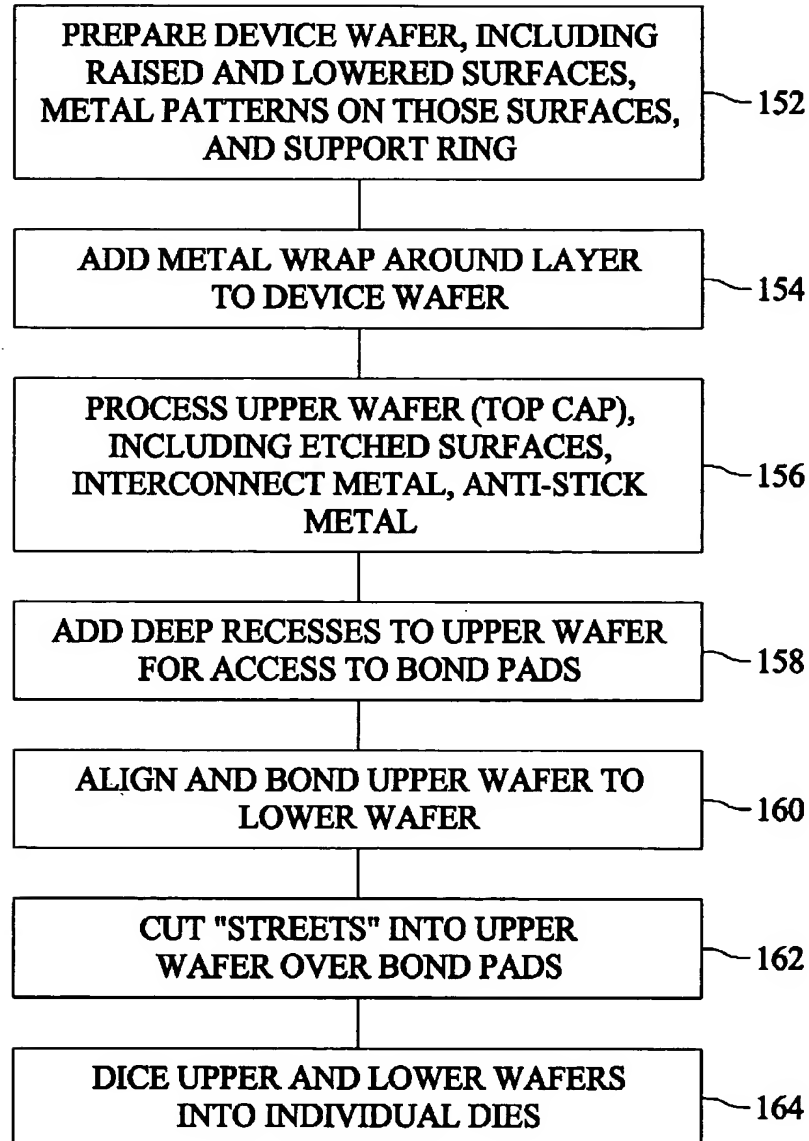 PREPARE DEVICE WAFER, INCLUDING
RAISED AND LOWERED SURFACES,
METAL PATTERNS ON THOSE SURFACES,
AND SUPPORT RING
152
ADD METAL WRAP AROUND LAYER
TO DEVICE WAFER
154
PROCESS UPPER WAFER (TOP CAP),
INCLUDING ETCHED SURFACES,
INTERCONNECT METAL, ANTI-STICK
METAL
156
ADD DEEP RECESSES TO UPPER WAFER
FOR ACCESS TO BOND PADS
158
ALIGN AND BOND UPPER WAFER TO
LOWER WAFER
160
CUT "STREETS" INTO UPPER
WAFER OVER BOND PADS
162
DICE UPPER AND LOWER WAFERS
INTO INDIVIDUAL DIES
164